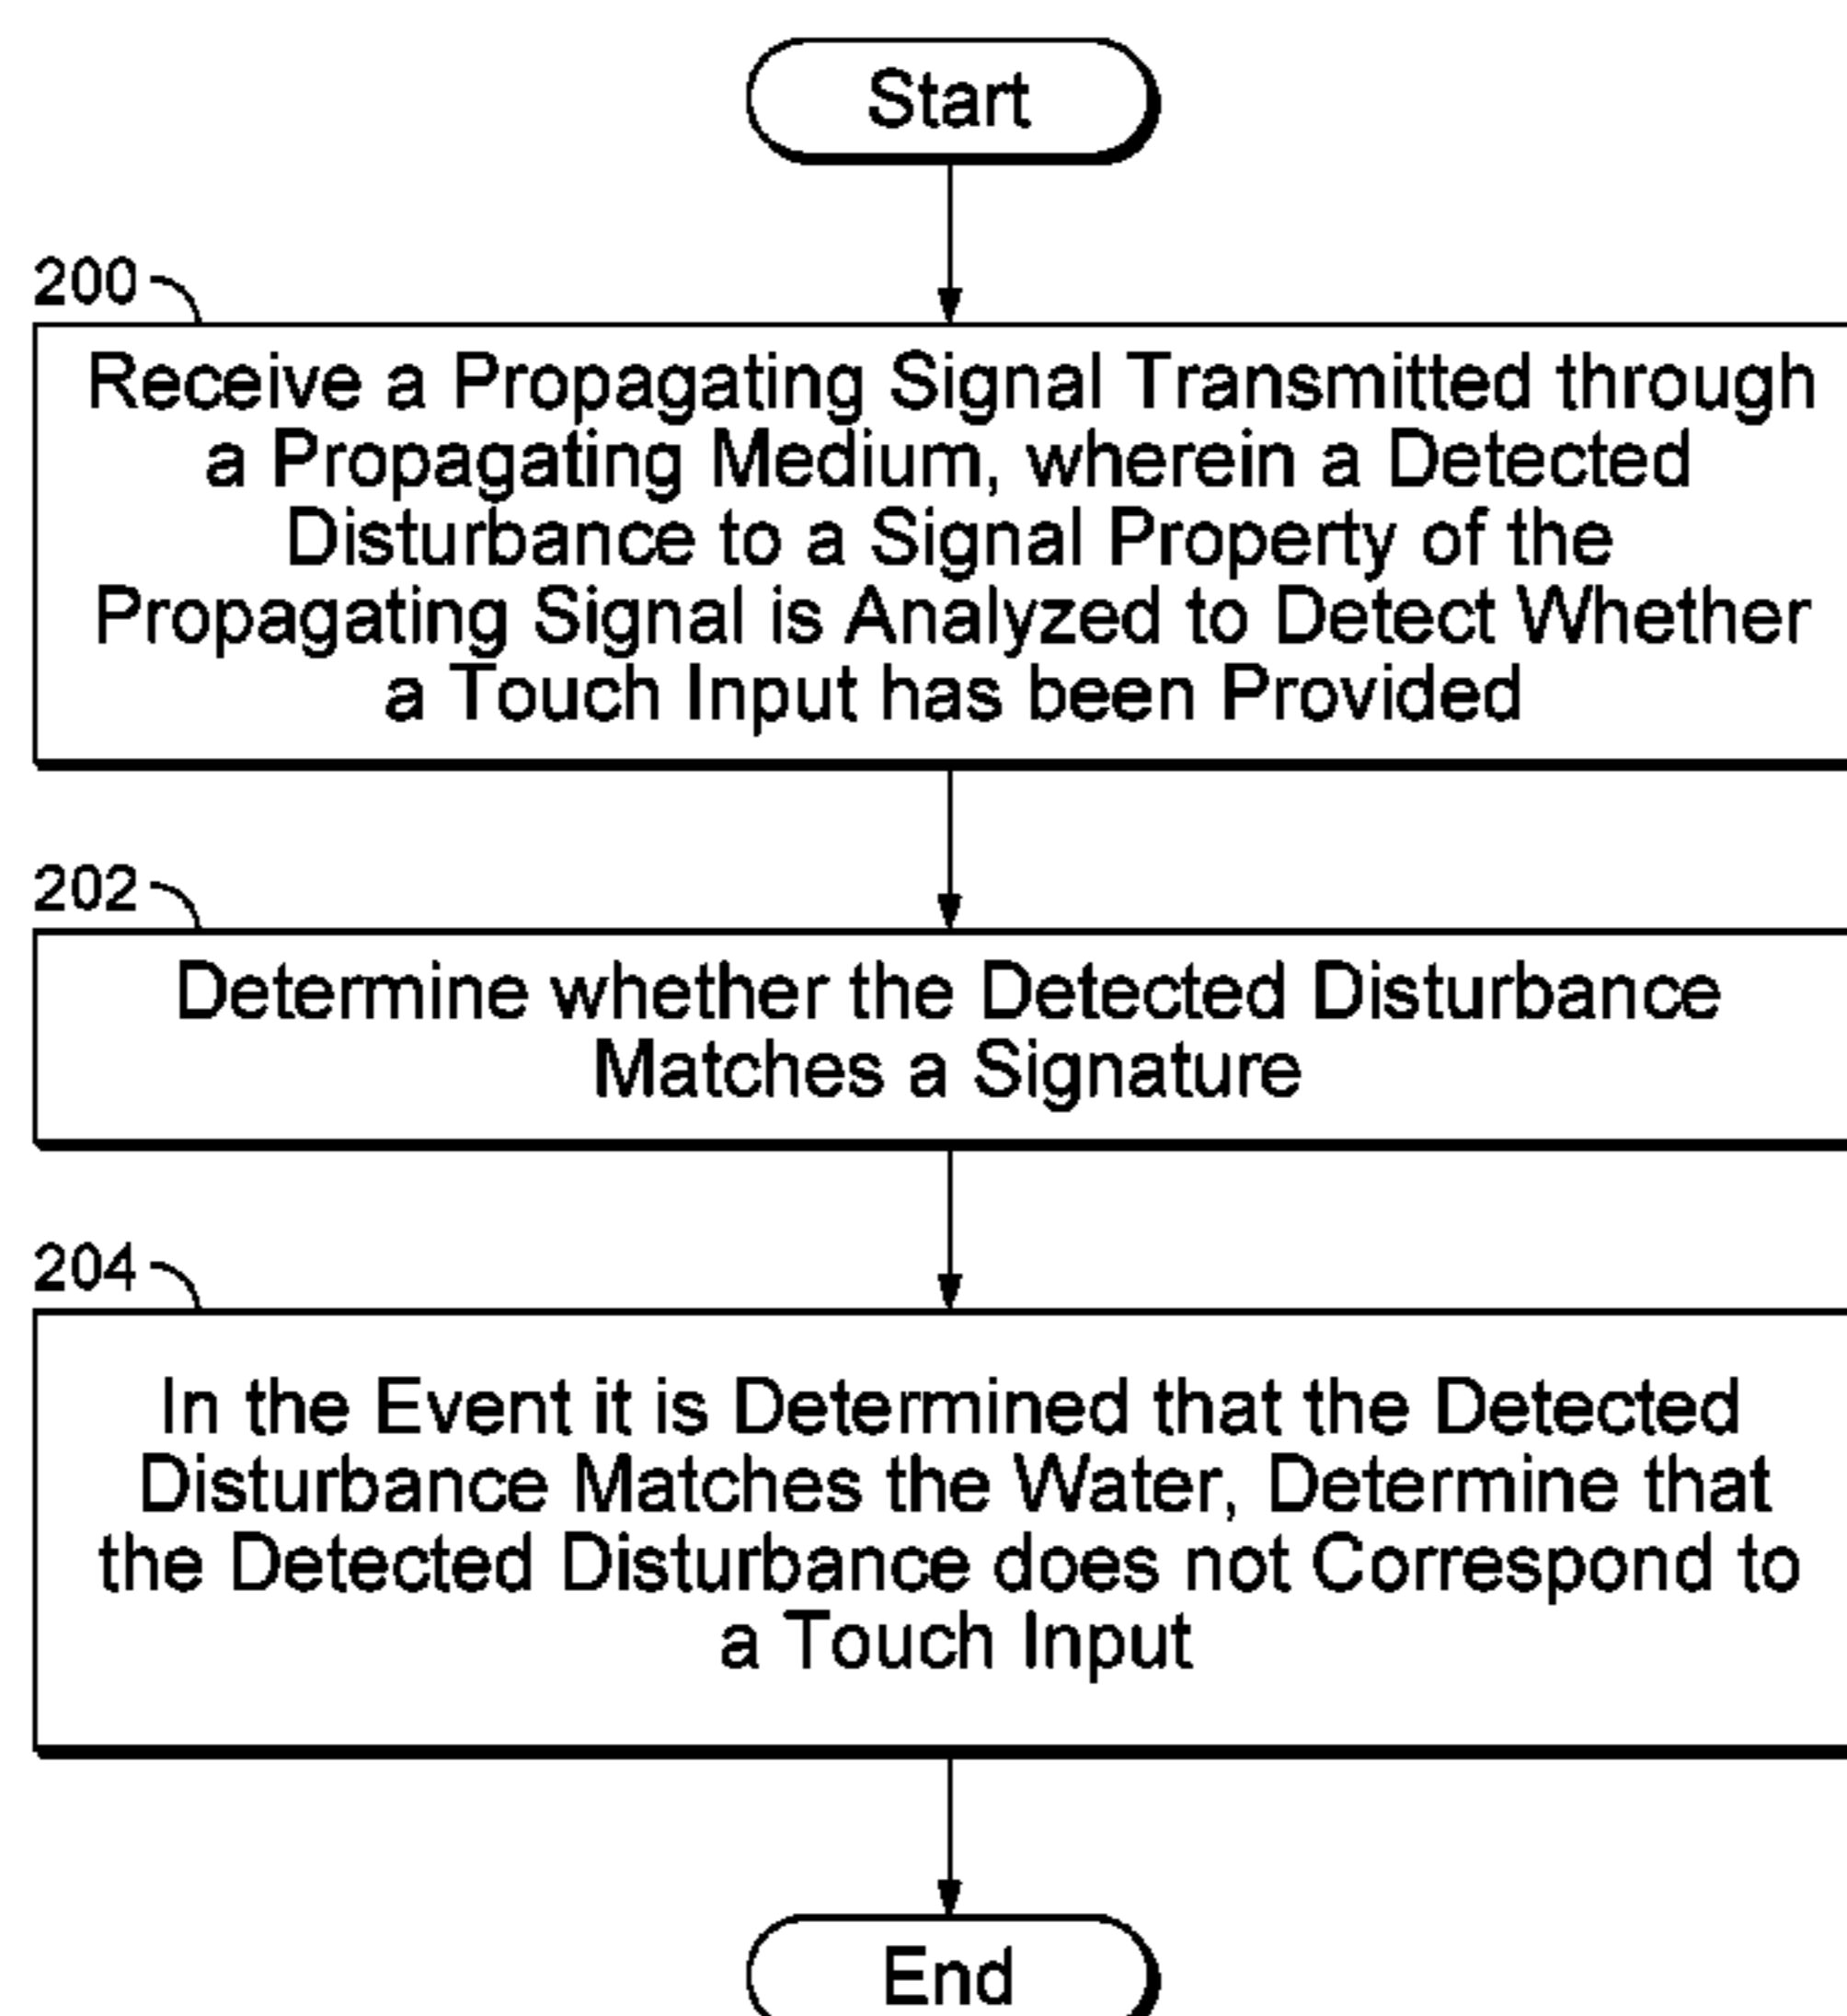 Start
200
Receive a Propagating Signal Transmitted through
a Propagating Medium, wherein a Detected
Disturbance to a Signal Property of the
Propagating Signal is Analyzed to Detect Whether
a Touch Input has been Provided
202
Determine whether the Detected Disturbance
Matches a Signature
204
In the Event it is Determined that the Detected
Disturbance Matches the Water, Determine that
the Detected Disturbance does not Correspond to
a Touch Input
End